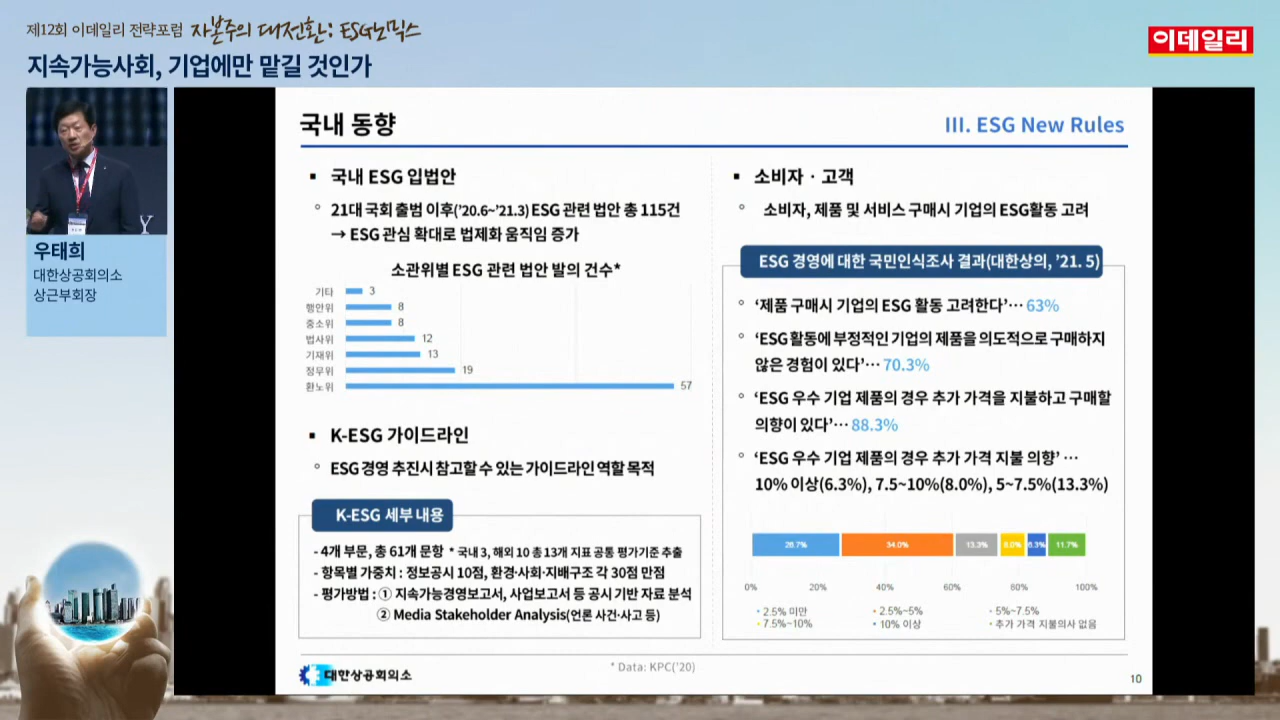 제12회 이데일리 전략포럼 자본주의 대전환: ESG노믹스
지속가능사회, 기업에만 맡길 것인가
이데일리
우태희
대한상공회의소
상근부회장
국내 동향
III. ESG New Rules
▪ 국내 ESG 입법안
◦ 21대 국회 출범 이후('20.6~'21.3) ESG 관련 법안 총 115건
→ ESG 관심 확대로 법제화 움직임 증가
소관위별 ESG 관련 법안 발의 건수*
기타 3
행안위 8
중소위 8
법사위 12
기재위 13
정무위 19
환노위 57
▪ K-ESG 가이드라인
◦ ESG 경영 추진시 참고할 수 있는 가이드라인 역할 목적
K-ESG 세부 내용
- 4개 부문, 총 61개 문항 * 국내 3, 해외 10 총 13개 지표 공통 평가기준 추출
- 항목별 가중치 : 정보공시 10점, 환경·사회·지배구조 각 30점 만점
- 평가방법 : ① 지속가능경영보고서, 사업보고서 등 공시 기반 자료 분석
② Media Stakeholder Analysis(언론 사건·사고 등)
▪ 소비자 · 고객
◦ 소비자, 제품 및 서비스 구매시 기업의 ESG활동 고려
ESG 경영에 대한 국민인식조사 결과(대한상의, '21. 5)
◦ '제품 구매시 기업의 ESG 활동 고려한다'⋯ 63%
◦ 'ESG 활동에 부정적인 기업의 제품을 의도적으로 구매하지
않은 경험이 있다'⋯ 70.3%
◦ 'ESG 우수 기업 제품의 경우 추가 가격을 지불하고 구매할
의향이 있다'⋯ 88.3%
◦ 'ESG 우수 기업 제품의 경우 추가 가격 지불 의향' ⋯
10% 이상(6.3%), 7.5~10%(8.0%), 5~7.5%(13.3%)
26.7% 34.0% 13.3% 8.0% 6.3% 11.7%
0% 20% 40% 60% 80% 100%
▪ 2.5% 미만 ▪ 2.5%~5% ▪ 5%~7.5%
▪ 7.5%~10% ▪ 10% 이상 ▪ 추가 가격 지불의사 없음
대한상공회의소
* Data: KPC('20)
10